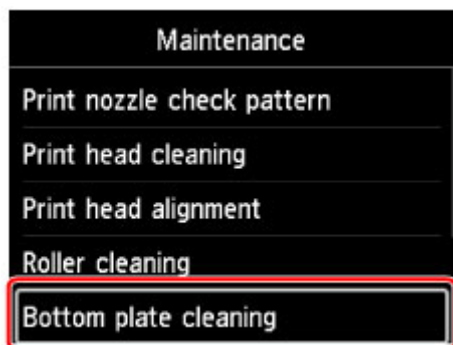 Maintenance
Print nozzle check pattern
Print head cleaning
Print head alignment
Roller cleaning
Bottom plate cleaning